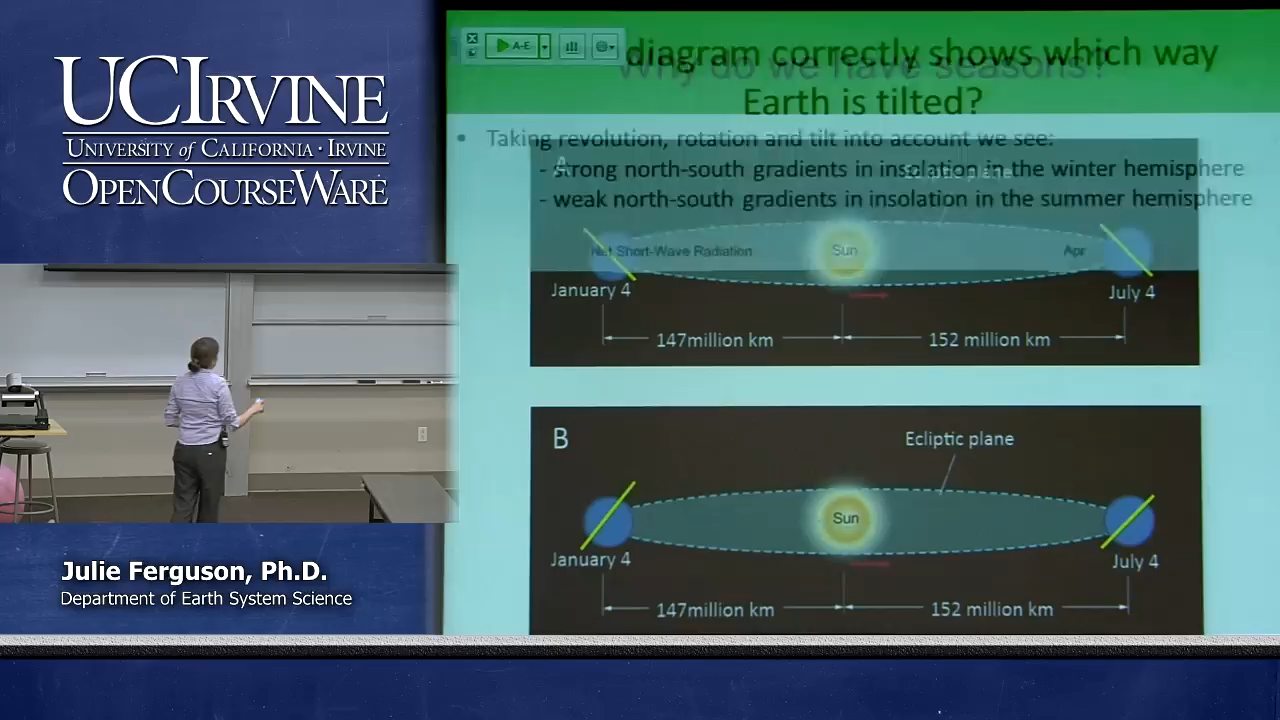 UCIRVINE
UNIVERSITY of CALIFORNIA · IRVINE
OPENCOURSEWARE
Julie Ferguson, Ph.D.
Department of Earth System Science
A-E
diagram correctly shows which way
Why do we have seasons?
Earth is tilted?
• Taking revolution, rotation and tilt into account we see:
- strong north-south gradients in insolation in the winter hemisphere
- weak north-south gradients in insolation in the summer hemisphere
A
Ecliptic plane
Net Short-Wave Radiation
Sun
Apr
January 4
July 4
147million km
152 million km
B
Ecliptic plane
Sun
January 4
July 4
147million km
152 million km